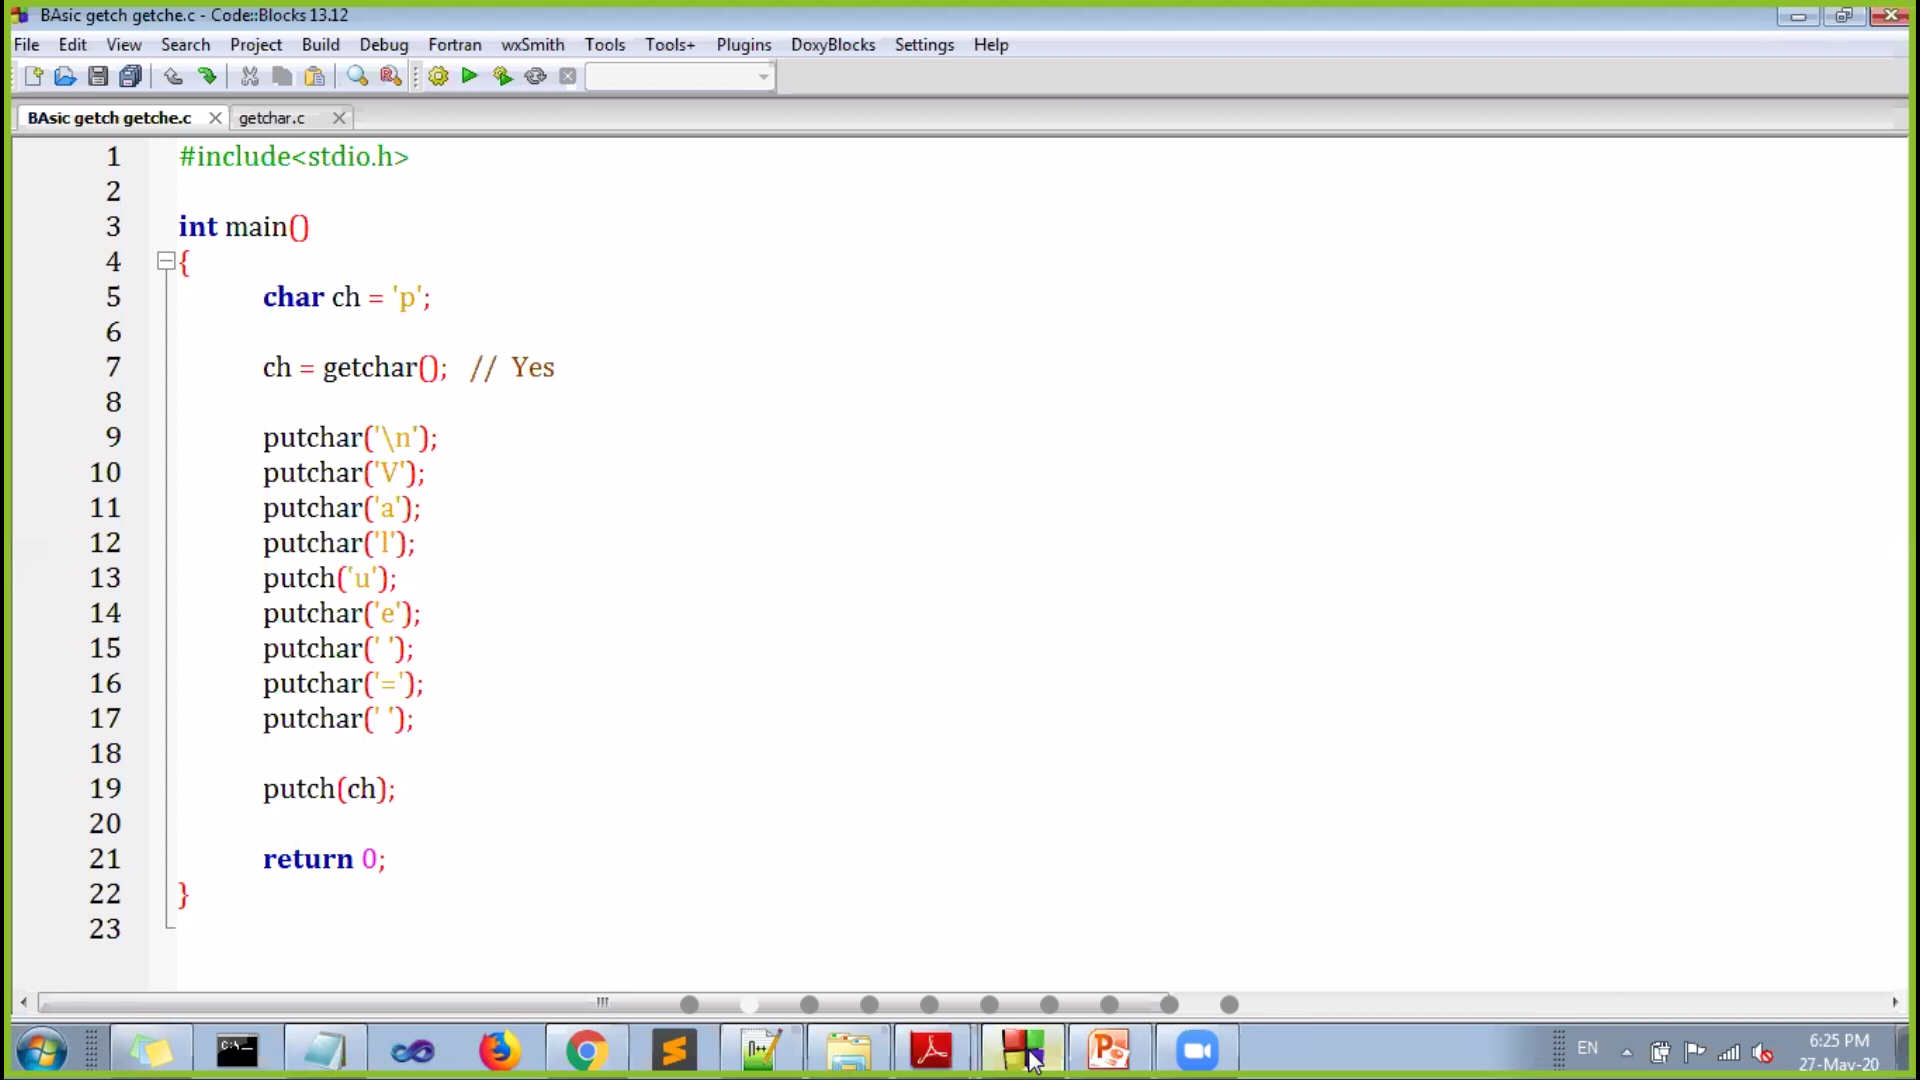 BAsic getch getche.c - Code::Blocks 13.12
File Edit View Search Project Build Debug Fortran wxSmith Tools Tools+ Plugins DoxyBlocks Settings Help
BAsic getch getche.c getchar.c
1 #include<stdio.h>
2
3 int main()
4 {
5 char ch = 'p';
6
7 ch = getchar(); // Yes
8
9 putchar('\n');
10 putchar('V');
11 putchar('a');
12 putchar('l');
13 putch('u');
14 putchar('e');
15 putchar(' ');
16 putchar('=');
17 putchar(' ');
18
19 putch(ch);
20
21 return 0;
22 }
23
EN
6:25 PM
27-May-20